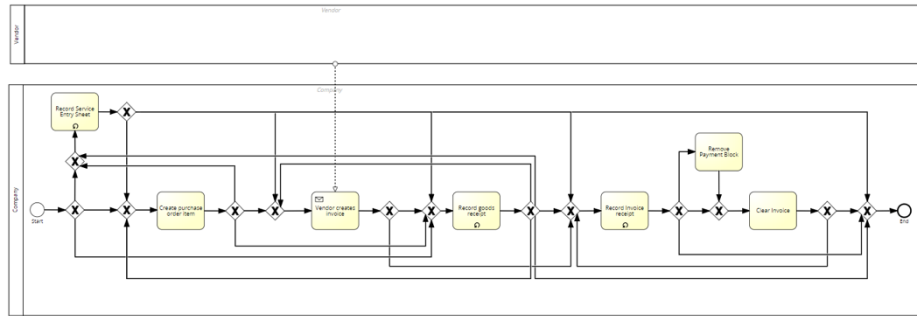 Vendor
Vendor
Company
Company
Record Service
Entry Sheet
Remove
Payment Block
Start
Create purchase
order item
Vendor creates
invoice
Record goods
receipt
Record Invoice
receipt
Clear Invoice
End